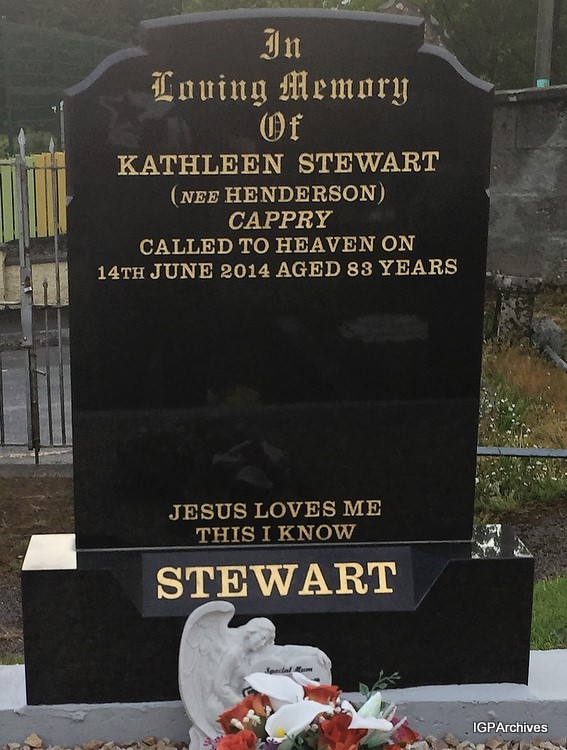 In
Loving Memory
Of
KATHLEEN STEWART
(NEE HENDERSON)
CAPPRY
CALLED TO HEAVEN ON
14TH JUNE 2014 AGED 83 YEARS
JESUS LOVES ME
THIS I KNOW
STEWART
Special Mum
IGPArchives